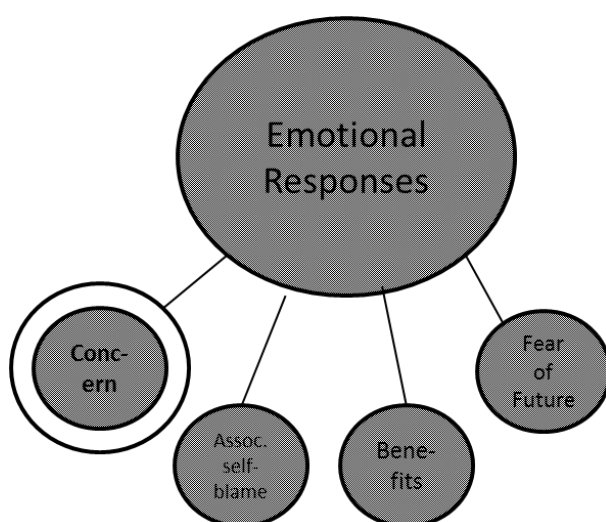 Emotional
Responses
Conc-
ern
Assoc.
self-
blame
Bene-
fits
Fear
of
Future